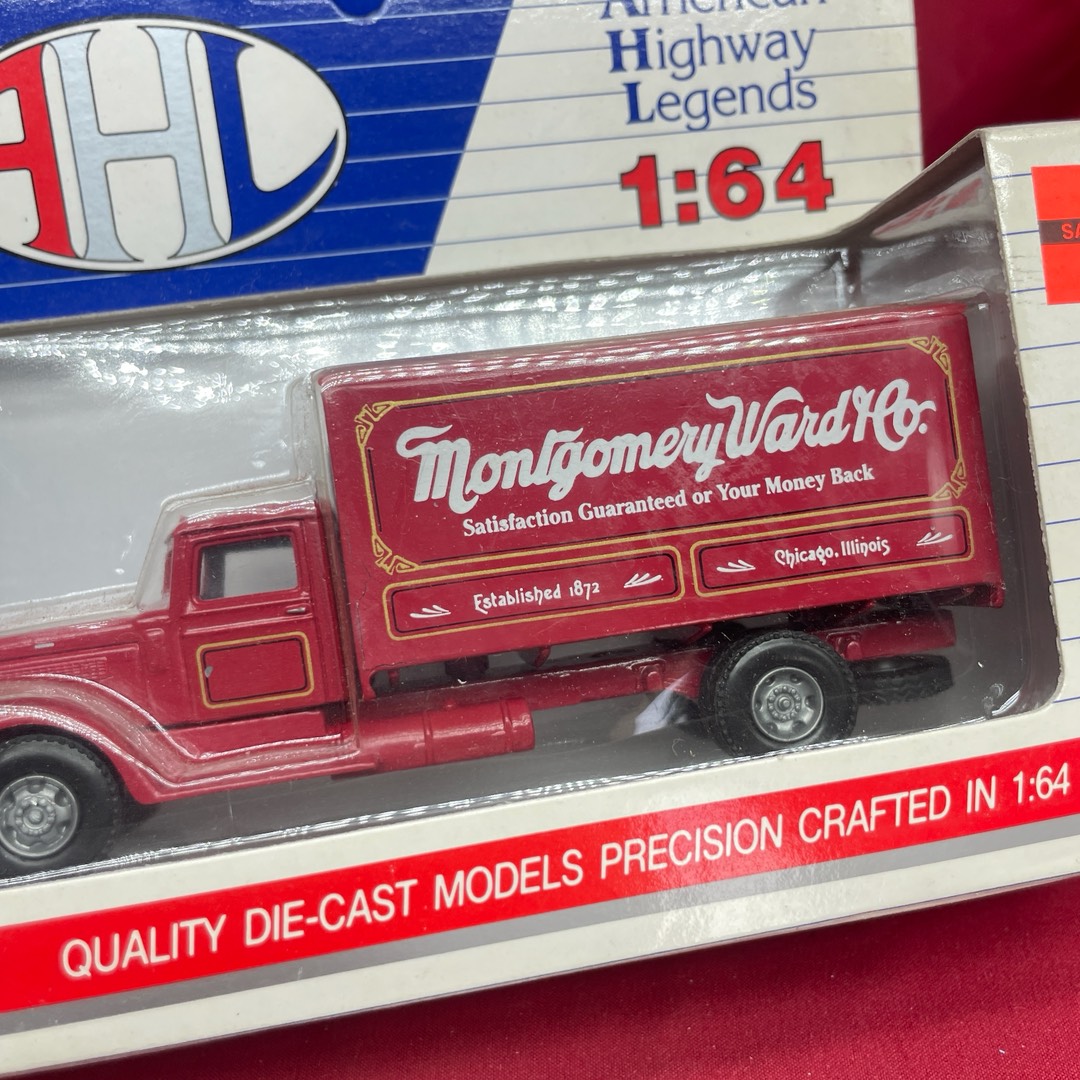 AHL
American
Highway
Legends
1:64
Montgomery Ward & Co.
Satisfaction Guaranteed or Your Money Back
Established 1872
Chicago, Illinois
QUALITY DIE-CAST MODELS PRECISION CRAFTED IN 1:64